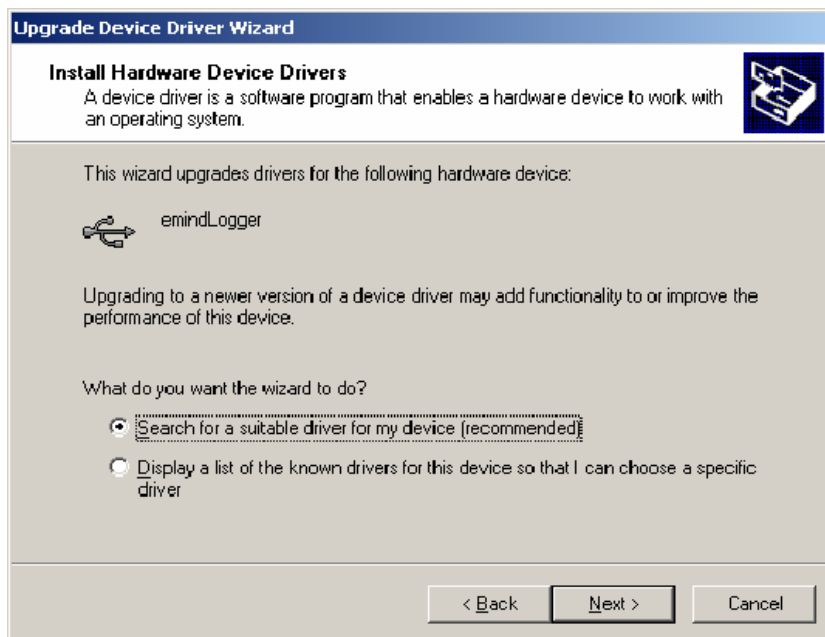 Upgrade Device Driver Wizard
Install Hardware Device Drivers
A device driver is a software program that enables a hardware device to work with
an operating system.
This wizard upgrades drivers for the following hardware device:
emindLogger
Upgrading to a newer version of a device driver may add functionality to or improve the
performance of this device.
What do you want the wizard to do?
Search for a suitable driver for my device (recommended)
Display a list of the known drivers for this device so that I can choose a specific
driver
< Back
Next >
Cancel